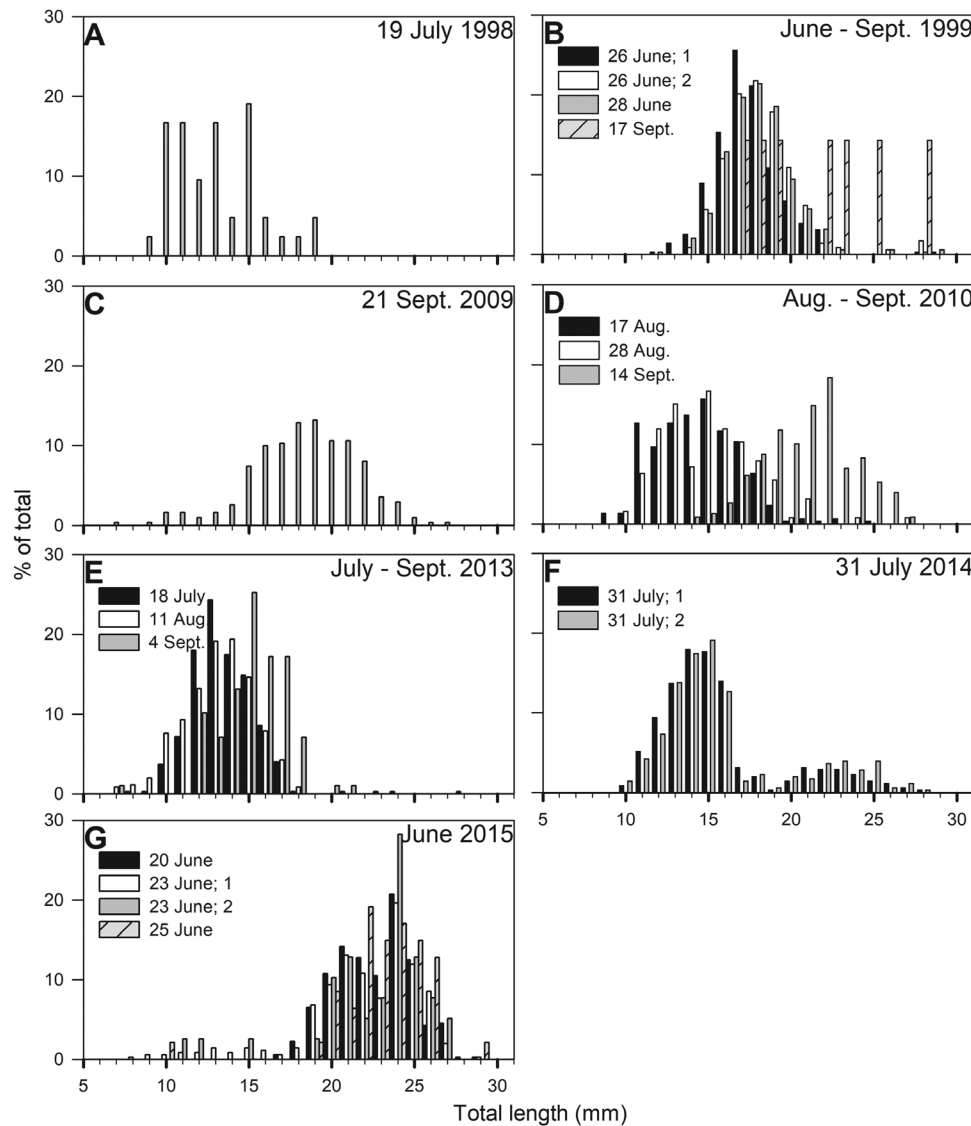 A 19 July 1998
30
20
10
0
B June - Sept. 1999
26 June; 1
26 June; 2
28 June
17 Sept.
C 21 Sept. 2009
30
20
10
0
D Aug. - Sept. 2010
17 Aug.
28 Aug.
14 Sept.
% of total
E July - Sept. 2013
18 July
11 Aug.
4 Sept.
30
20
10
0
F 31 July 2014
31 July; 1
31 July; 2
5 10 15 20 25 30
G June 2015
20 June
23 June; 1
23 June; 2
25 June
30
20
10
0
5 10 15 20 25 30
Total length (mm)